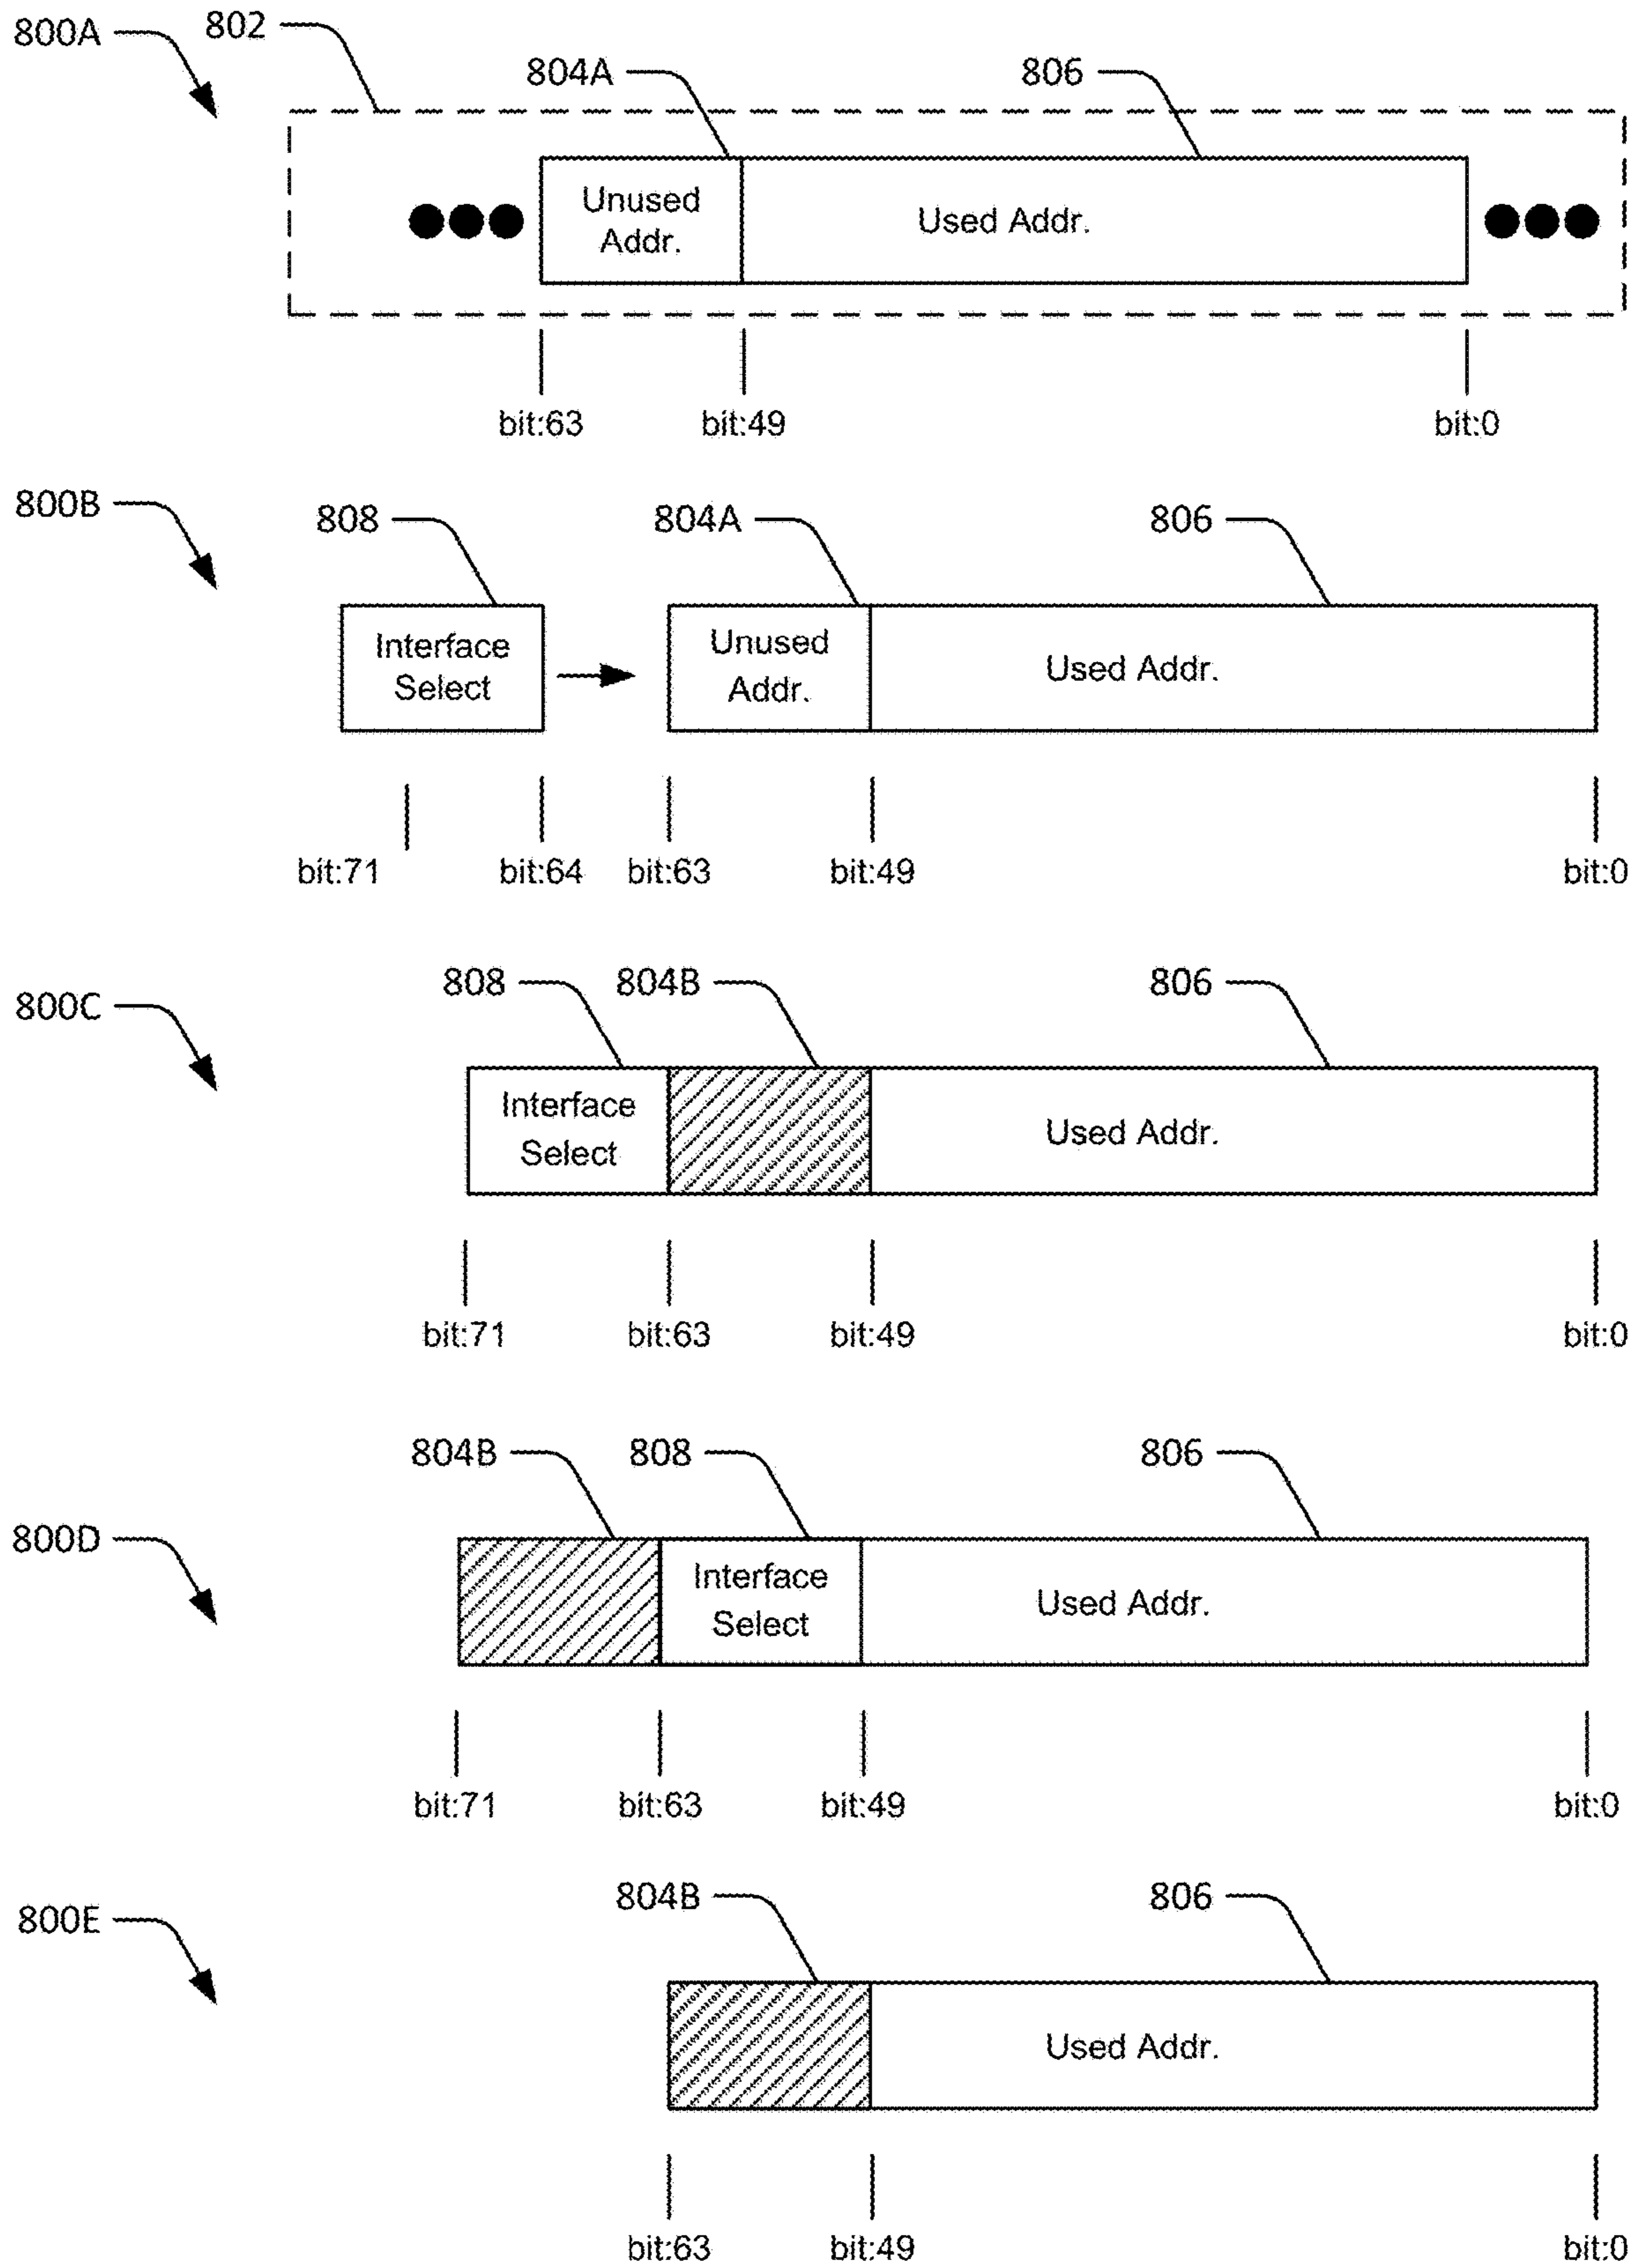 800A 802 804A 806
Unused
Addr.
Used Addr.
bit:63 bit:49 bit:0
800B 808 804A 806
Interface
Select
Unused
Addr.
Used Addr.
bit:71 bit:64 bit:63 bit:49 bit:0
800C 808 804B 806
Interface
Select
Used Addr.
bit:71 bit:63 bit:49 bit:0
800D 804B 808 806
Interface
Select
Used Addr.
bit:71 bit:63 bit:49 bit:0
800E 804B 806
Used Addr.
bit:63 bit:49 bit:0